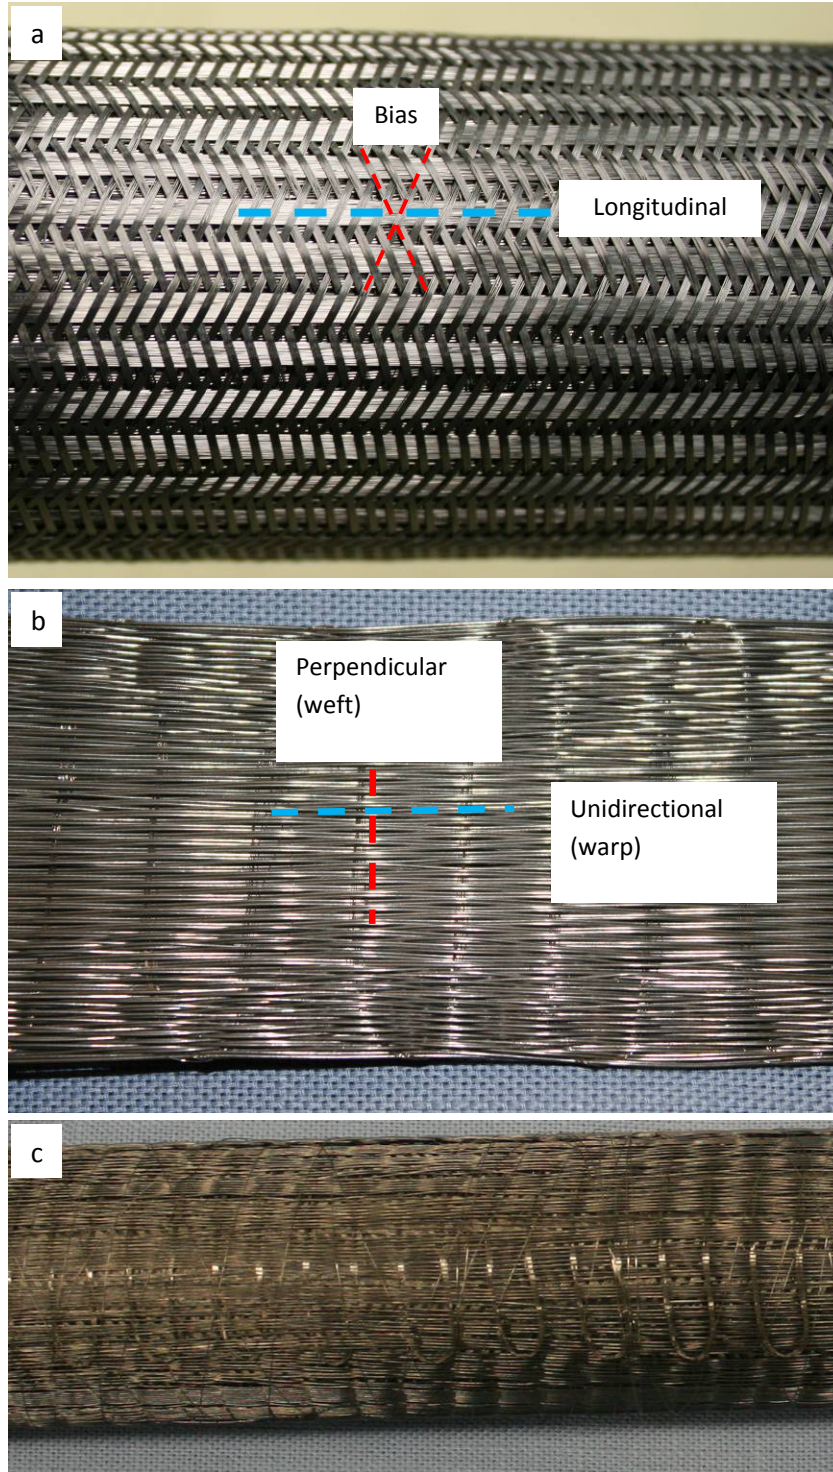 a
Bias
Longitudinal
b
Perpendicular
(weft)
Unidirectional
(warp)
c